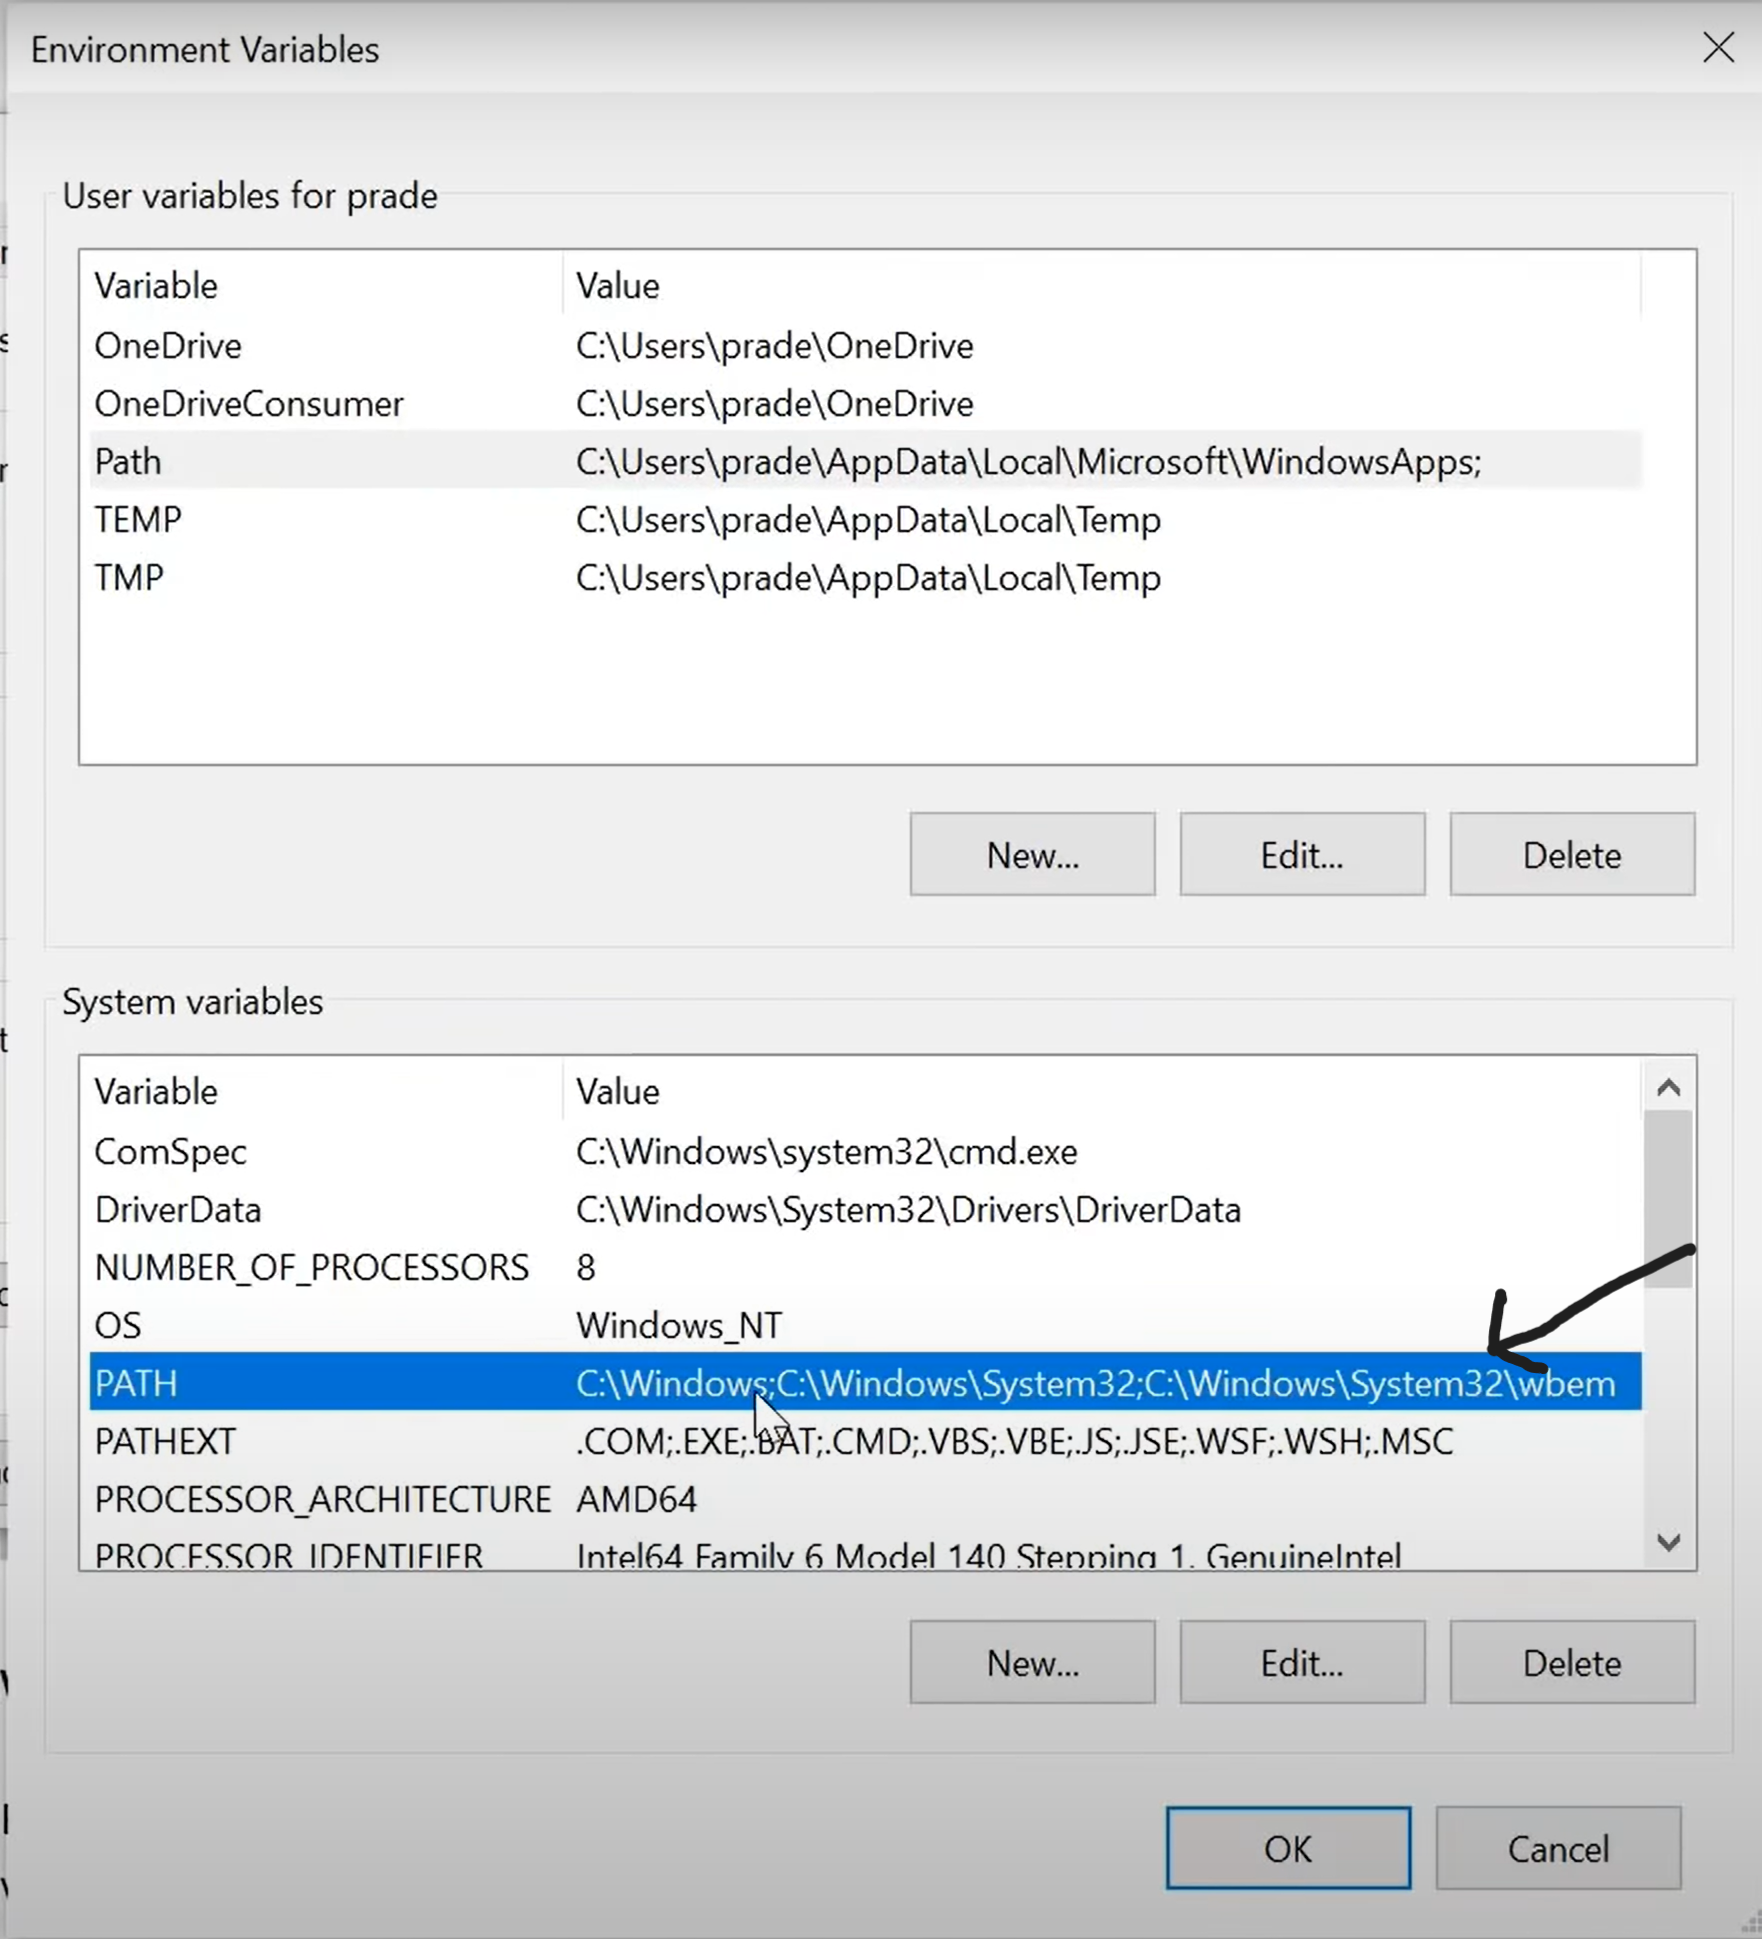 Environment Variables
User variables for prade
Variable Value
OneDrive C:\Users\prade\OneDrive
OneDriveConsumer C:\Users\prade\OneDrive
Path C:\Users\prade\AppData\Local\Microsoft\WindowsApps;
TEMP C:\Users\prade\AppData\Local\Temp
TMP C:\Users\prade\AppData\Local\Temp
New... Edit... Delete
System variables
Variable Value
ComSpec C:\Windows\system32\cmd.exe
DriverData C:\Windows\System32\Drivers\DriverData
NUMBER_OF_PROCESSORS 8
OS Windows_NT
PATH C:\Windows;C:\Windows\System32;C:\Windows\System32\wbem
PATHEXT .COM;.EXE;.BAT;.CMD;.VBS;.VBE;.JS;.JSE;.WSF;.WSH;.MSC
PROCESSOR_ARCHITECTURE AMD64
PROCESSOR_IDENTIFIER Intel64 Family 6 Model 140 Stepping 1, GenuineIntel
New... Edit... Delete
OK Cancel